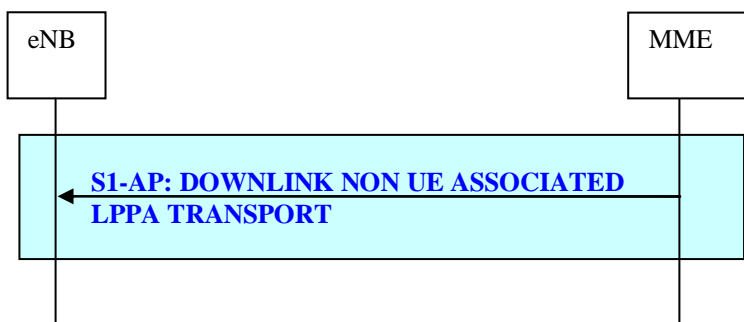 eNB
MME
S1-AP: DOWNLINK NON UE ASSOCIATED
LPPA TRANSPORT